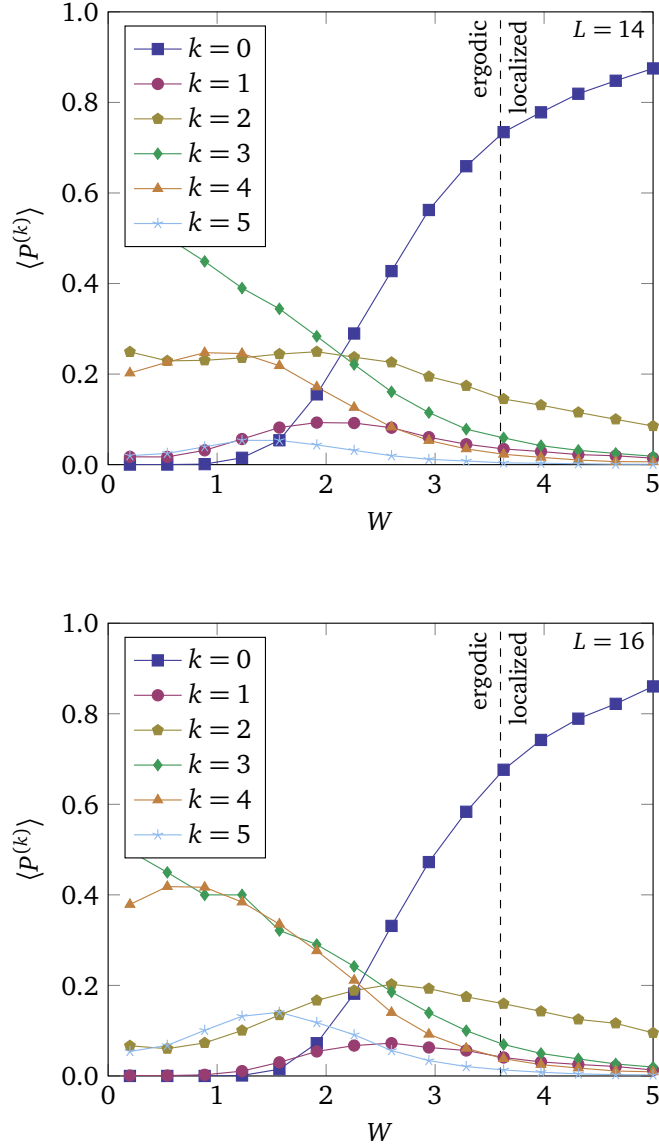 1.0
0.8
0.6
0.4
0.2
0.0
⟨P^(k)⟩
k = 0
k = 1
k = 2
k = 3
k = 4
k = 5
ergodic
localized
L = 14
0 1 2 3 4 5
W
1.0
0.8
0.6
0.4
0.2
0.0
⟨P^(k)⟩
k = 0
k = 1
k = 2
k = 3
k = 4
k = 5
ergodic
localized
L = 16
0 1 2 3 4 5
W